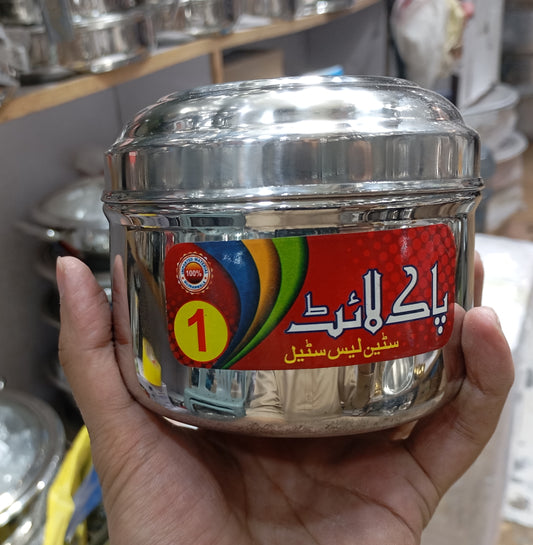 100%
1
پاک لائٹ
سٹین لیس سٹیل